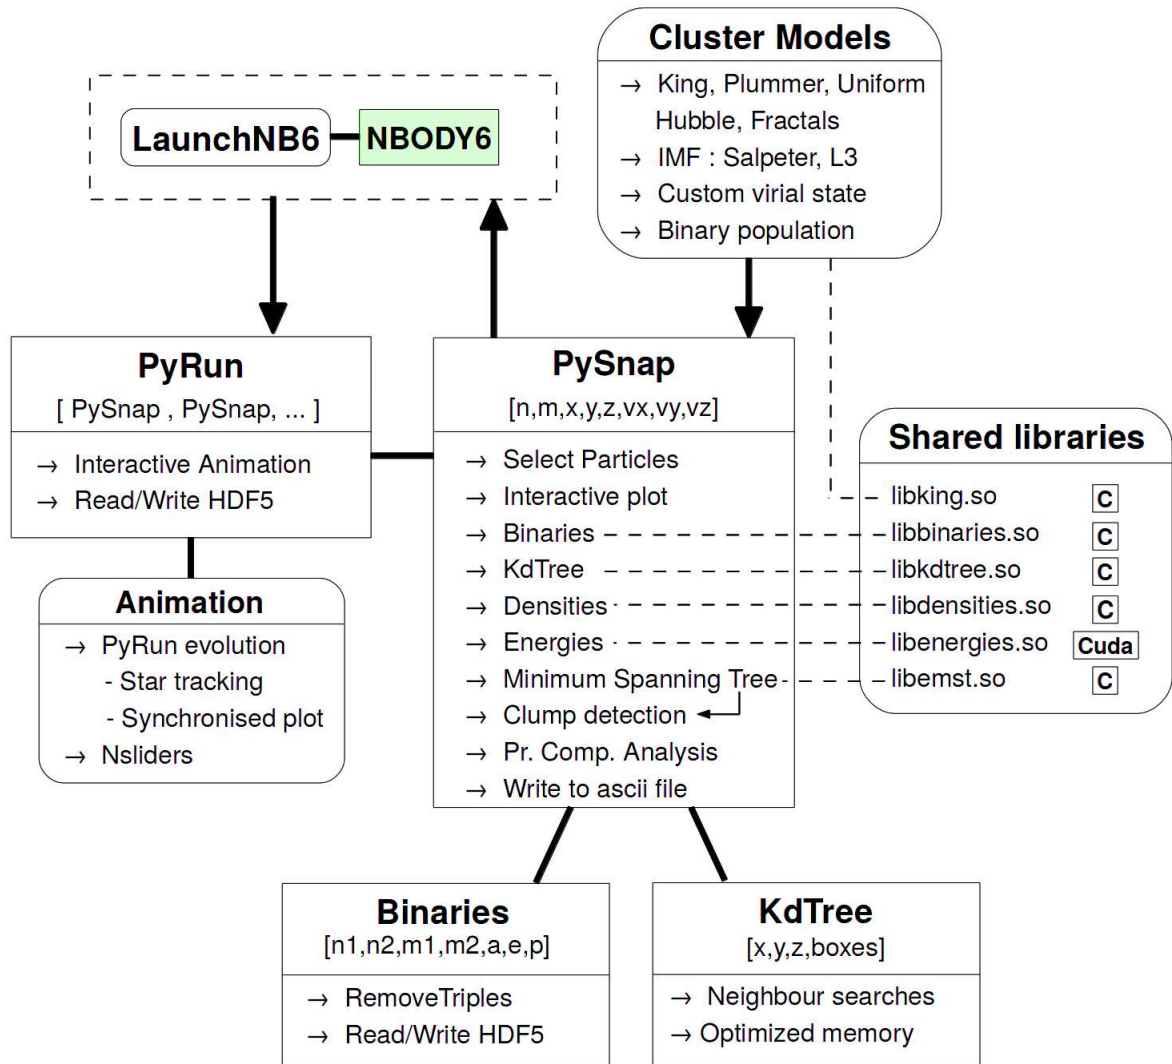 Cluster Models
→ King, Plummer, Uniform
Hubble, Fractals
→ IMF : Salpeter, L3
→ Custom virial state
→ Binary population
LaunchNB6
NBODY6
PyRun
[ PySnap , PySnap, ... ]
→ Interactive Animation
→ Read/Write HDF5
PySnap
[n,m,x,y,z,vx,vy,vz]
→ Select Particles
→ Interactive plot
→ Binaries
→ KdTree
→ Densities
→ Energies
→ Minimum Spanning Tree
→ Clump detection
→ Pr. Comp. Analysis
→ Write to ascii file
Shared libraries
libking.so C
libbinaries.so C
libkdtree.so C
libdensities.so C
libenergies.so Cuda
libemst.so C
Animation
→ PyRun evolution
- Star tracking
- Synchronised plot
→ Nsliders
Binaries
[n1,n2,m1,m2,a,e,p]
→ RemoveTriples
→ Read/Write HDF5
KdTree
[x,y,z,boxes]
→ Neighbour searches
→ Optimized memory